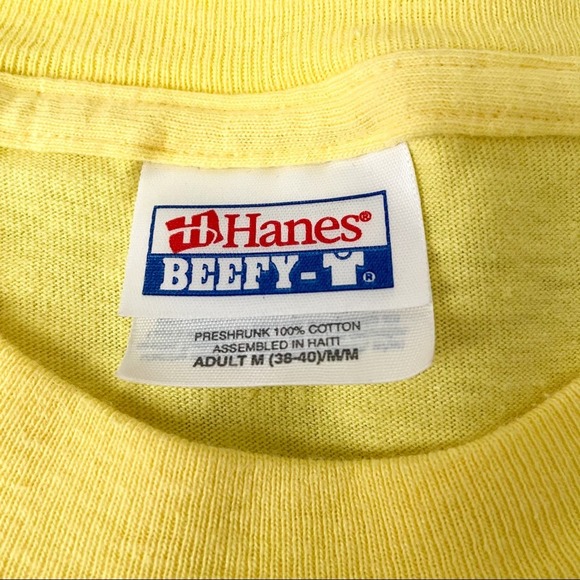 Hanes®
BEEFY-T®
PRESHRUNK 100% COTTON
ASSEMBLED IN HAITI
ADULT M (38-40)/M/M